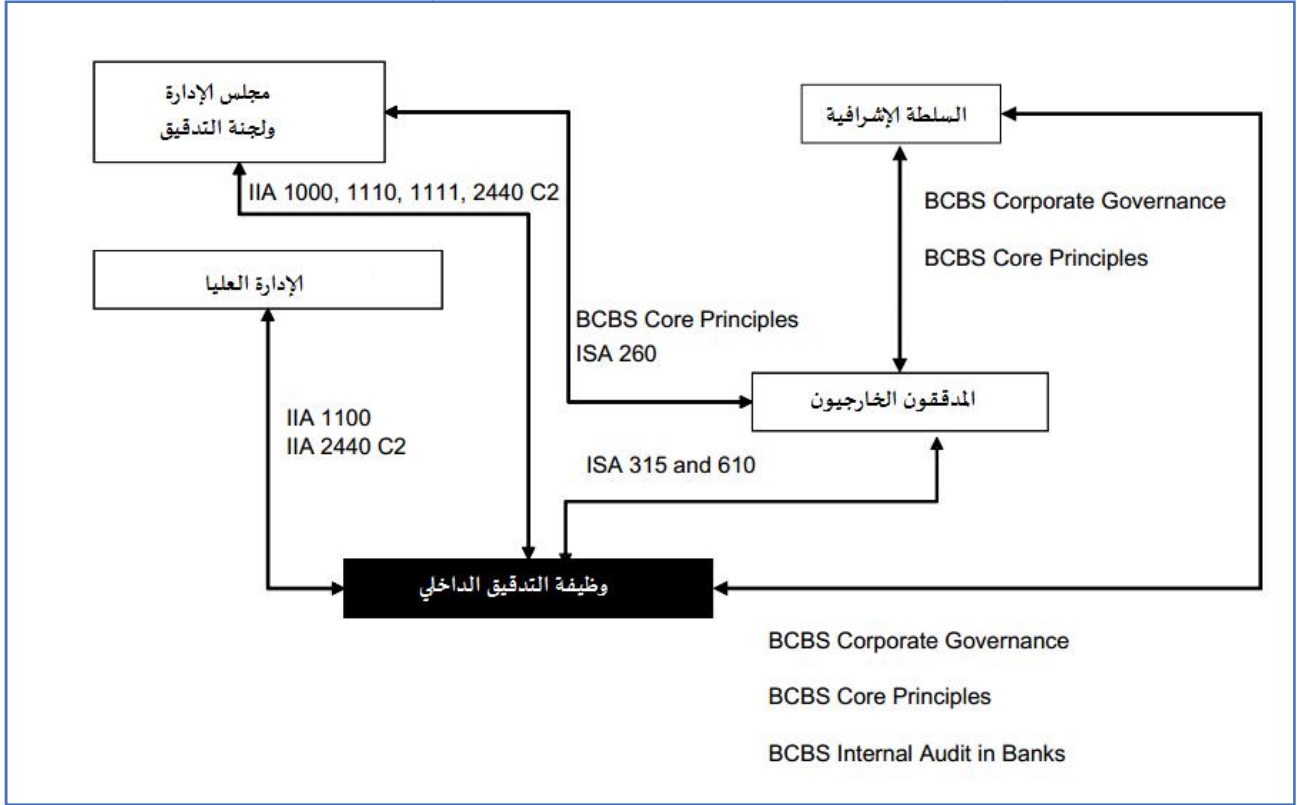 مجلس الإدارة
ولجنة التدقيق
السلطة الإشرافية
IIA 1000, 1110, 1111, 2440 C2
BCBS Corporate Governance
BCBS Core Principles
الإدارة العليا
BCBS Core Principles
ISA 260
المدققون الخارجيون
IIA 1100
IIA 2440 C2
ISA 315 and 610
وظيفة التدقيق الداخلي
BCBS Corporate Governance
BCBS Core Principles
BCBS Internal Audit in Banks